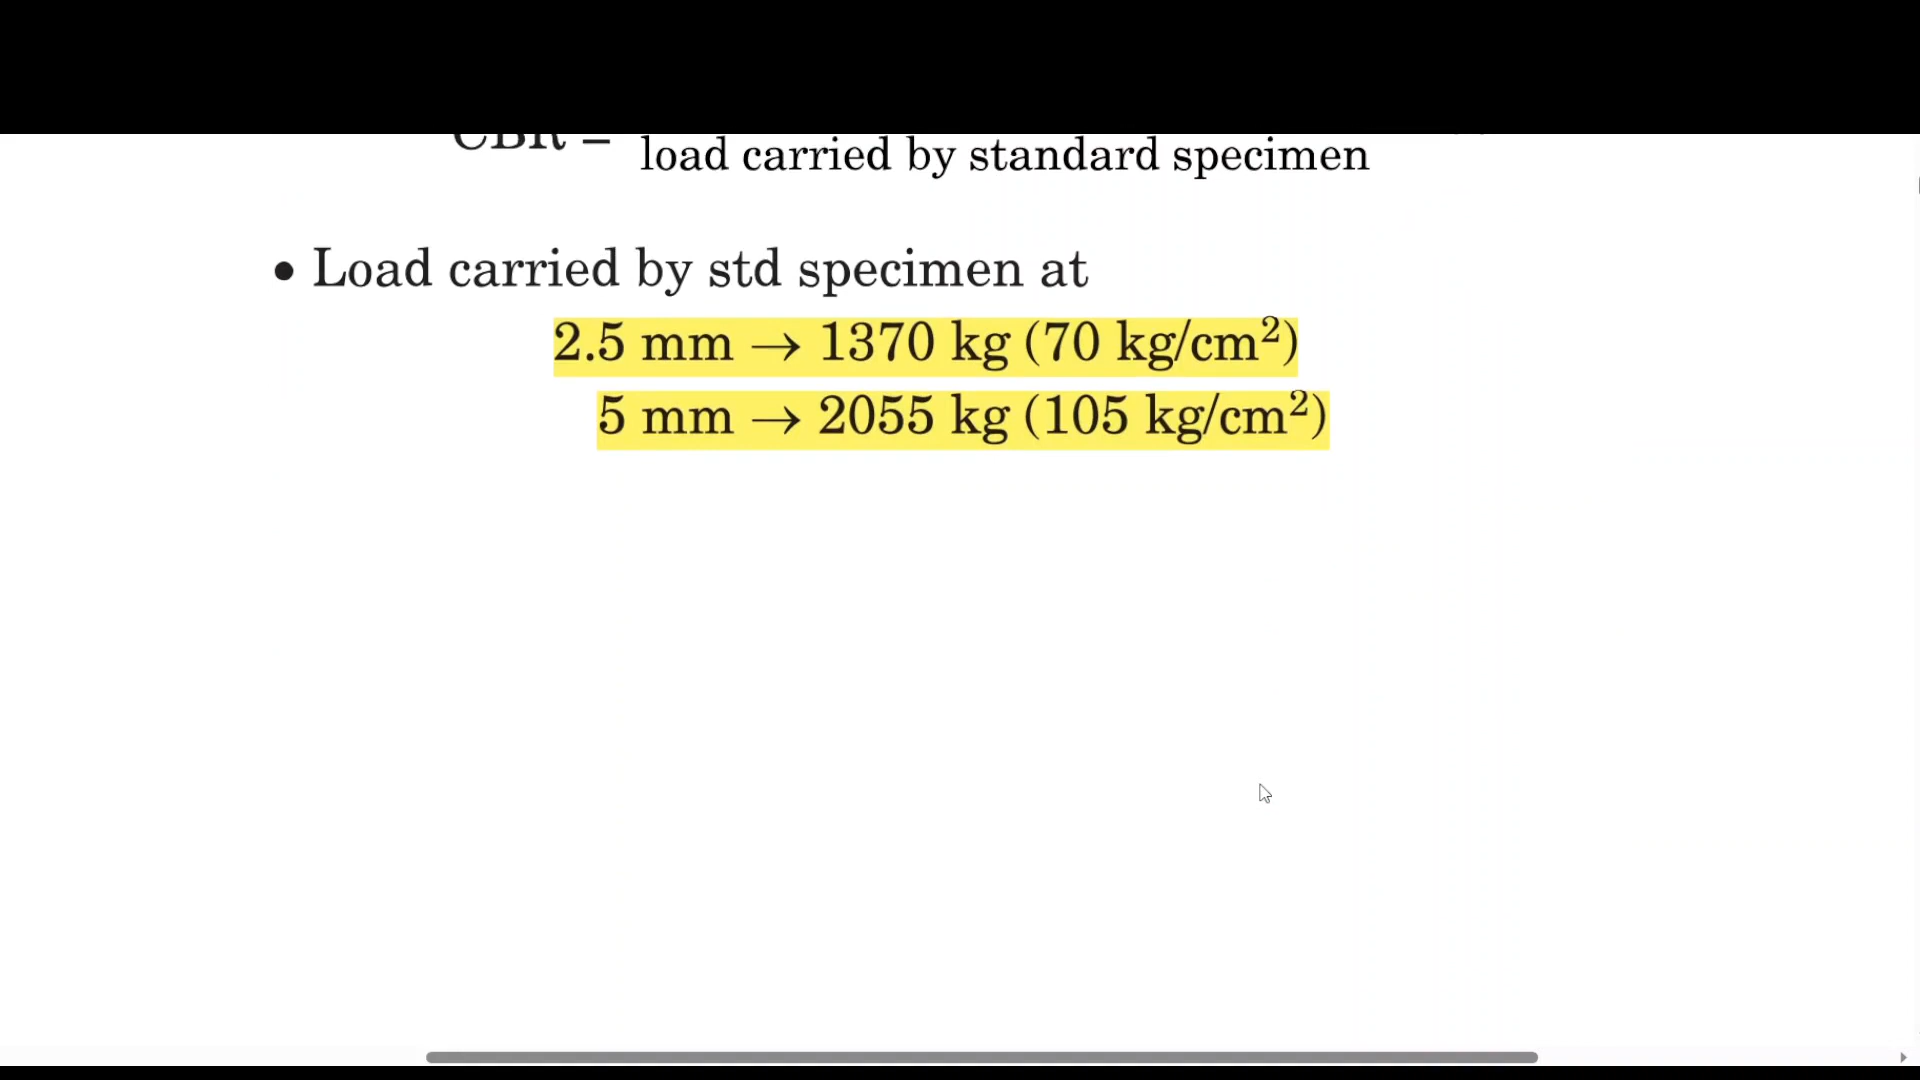 CBR =
load carried by standard specimen
• Load carried by std specimen at
2.5 mm → 1370 kg (70 kg/cm²)
5 mm → 2055 kg (105 kg/cm²)